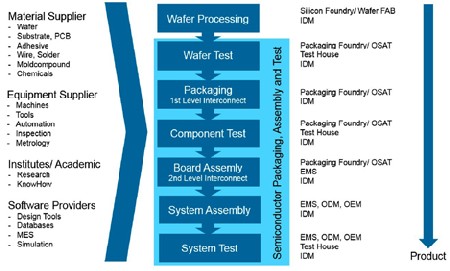 Material Supplier
- Wafer
- Substrate, PCB
- Adhesive
- Wire, Solder
- Moldcompound
- Chemicals
Equipment Supplier
- Machines
- Tools
- Automation
- Inspection
- Metrology
Institutes/ Academic
- Research
- KnowHow
Software Providers
- Design Tools
- Databases
- MES
- Simulation
Wafer Processing
Wafer Test
Packaging
1st Level Interconnect
Component Test
Board Assemly
2nd Level Interconnect
System Assembly
System Test
Semiconductor Packaging, Assembly and Test
Silicon Foundry/ Wafer FAB
IDM
Packaging Foundry/ OSAT
Test House
IDM
Packaging Foundry/ OSAT
IDM
Packaging Foundry/ OSAT
Test House
IDM
Packaging Foundry/ OSAT
EMS
IDM
EMS, ODM, OEM
IDM
EMS, ODM, OEM
Test House
IDM
Product